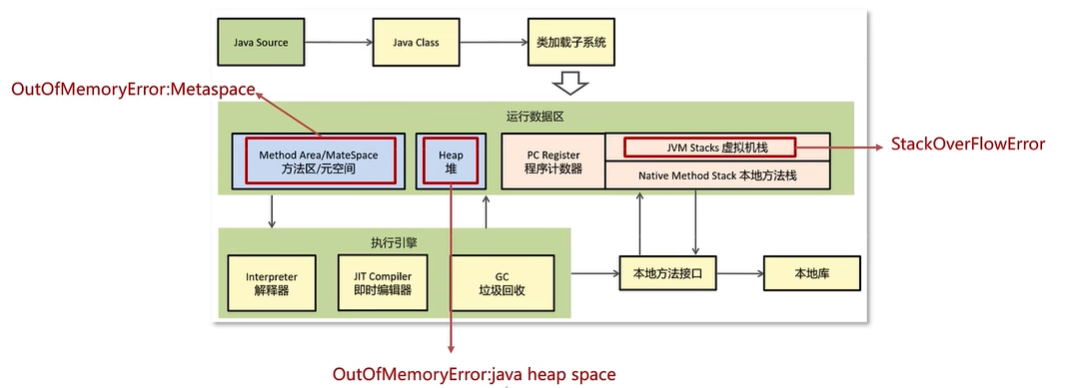 Java Source
Java Class
类加载子系统
OutOfMemoryError:Metaspace
运行数据区
Method Area/MateSpace
方法区/元空间
Heap
堆
PC Register
程序计数器
JVM Stacks 虚拟机栈
Native Method Stack 本地方法栈
StackOverFlowError
执行引擎
Interpreter
解释器
JIT Compiler
即时编辑器
GC
垃圾回收
本地方法接口
本地库
OutOfMemoryError:java heap space